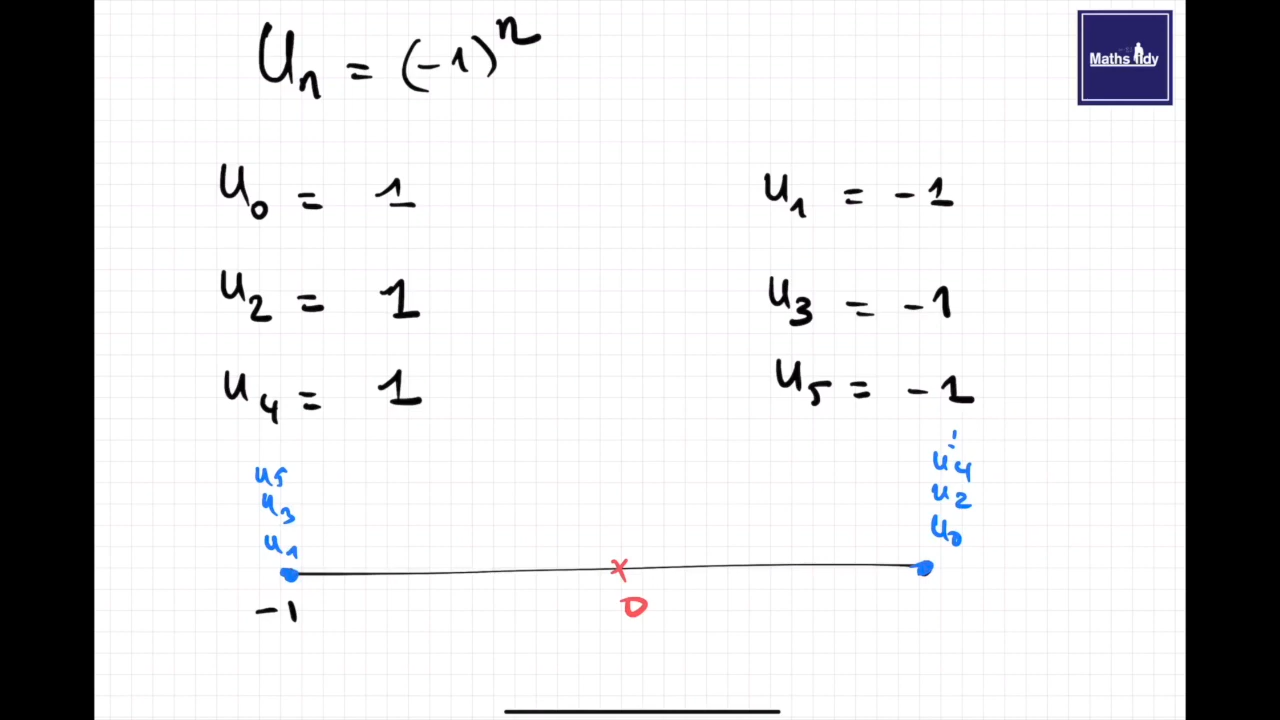 Uₙ = (-1)ⁿ
Maths Tidy
U₀ = 1
U₁ = -1
U₂ = 1
U₃ = -1
U₄ = 1
U₅ = -1
U₅
U₃
U₁
U₄
U₂
U₀
-1
0